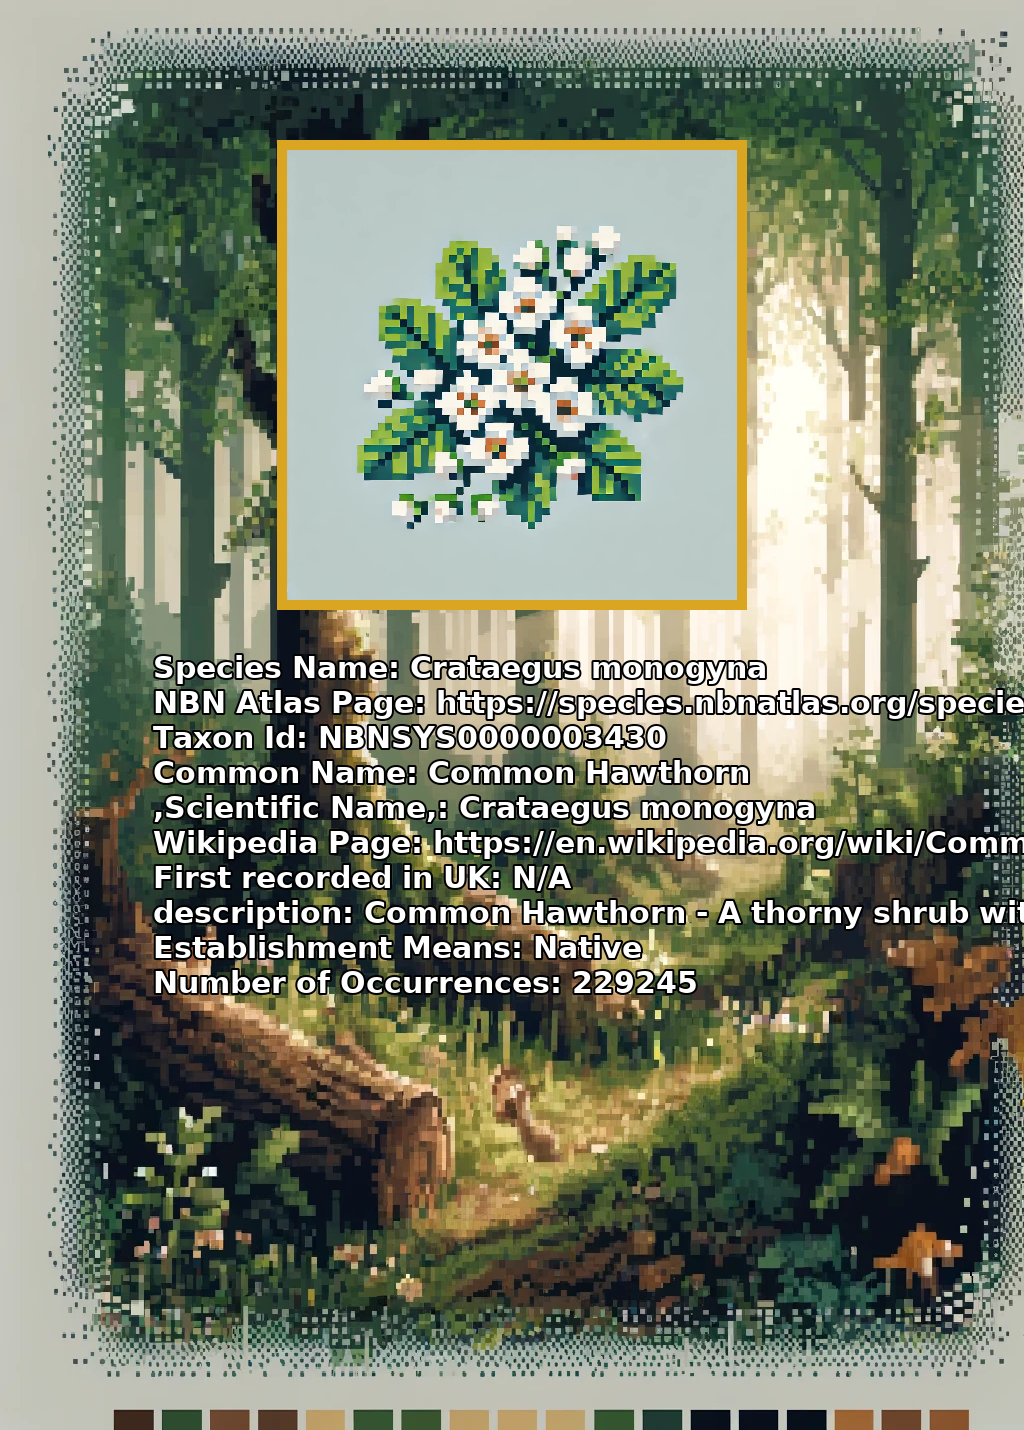 Species Name: Crataegus monogyna
NBN Atlas Page: https://species.nbnatlas.org/specie
Taxon Id: NBNSYS0000003430
Common Name: Common Hawthorn
,Scientific Name,: Crataegus monogyna
Wikipedia Page: https://en.wikipedia.org/wiki/Comm
First recorded in UK: N/A
description: Common Hawthorn - A thorny shrub wit
Establishment Means: Native
Number of Occurrences: 229245